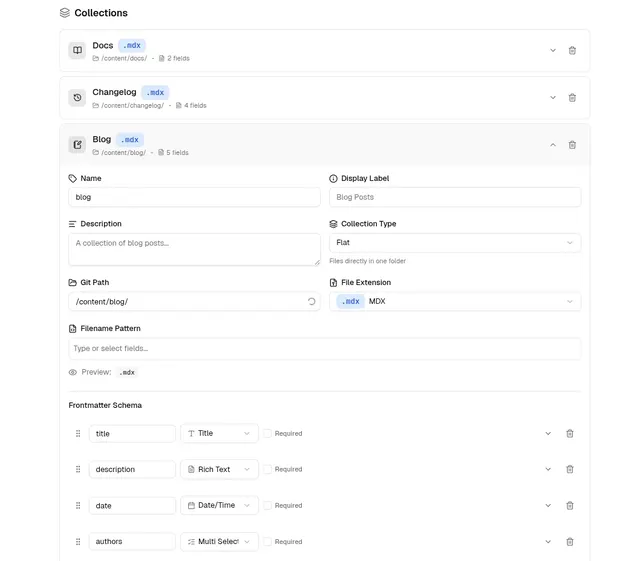 Collections
Docs .mdx
/content/docs/ • 2 fields
Changelog .mdx
/content/changelog/ • 4 fields
Blog .mdx
/content/blog/ • 5 fields
Name
blog
Display Label
Blog Posts
Description
A collection of blog posts...
Collection Type
Flat
Files directly in one folder
Git Path
/content/blog/
File Extension
.mdx MDX
Filename Pattern
Type or select fields...
Preview: .mdx
Frontmatter Schema
title Title Required
description Rich Text Required
date Date/Time Required
authors Multi Select Required